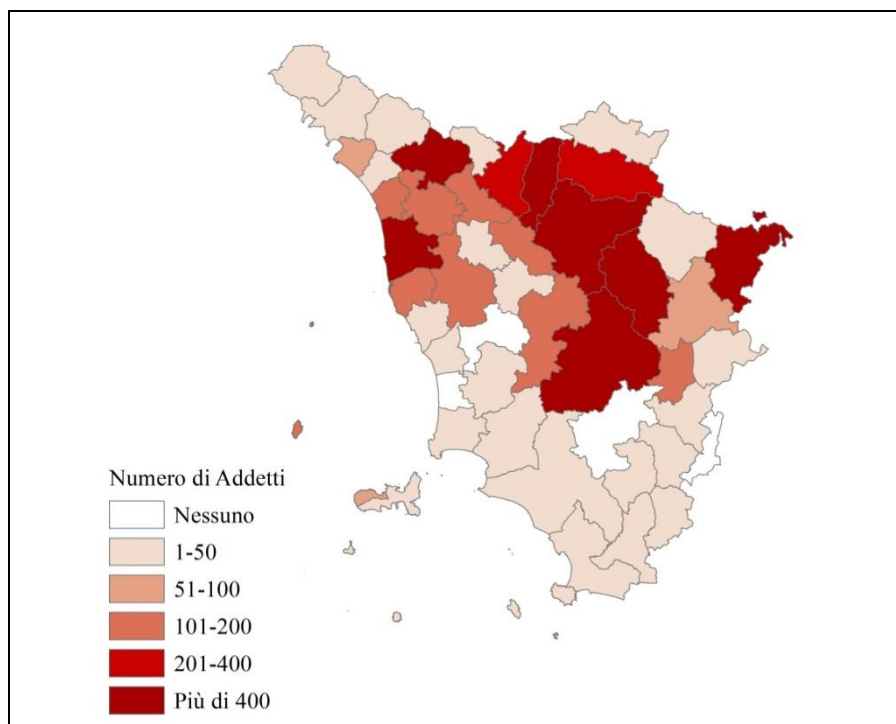 Numero di Addetti
Nessuno
1-50
51-100
101-200
201-400
Più di 400